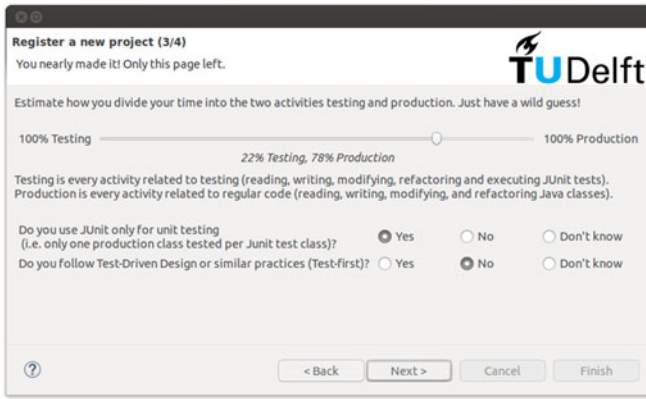 Register a new project (3/4)
You nearly made it! Only this page left.
TUDelft
Estimate how you divide your time into the two activities testing and production. Just have a wild guess!
100% Testing 100% Production
22% Testing, 78% Production
Testing is every activity related to testing (reading, writing, modifying, refactoring and executing JUnit tests).
Production is every activity related to regular code (reading, writing, modifying, and refactoring Java classes).
Do you use JUnit only for unit testing
(i.e. only one production class tested per Junit test class)? Yes No Don't know
Do you follow Test-Driven Design or similar practices (Test-first)? Yes No Don't know
? < Back Next > Cancel Finish